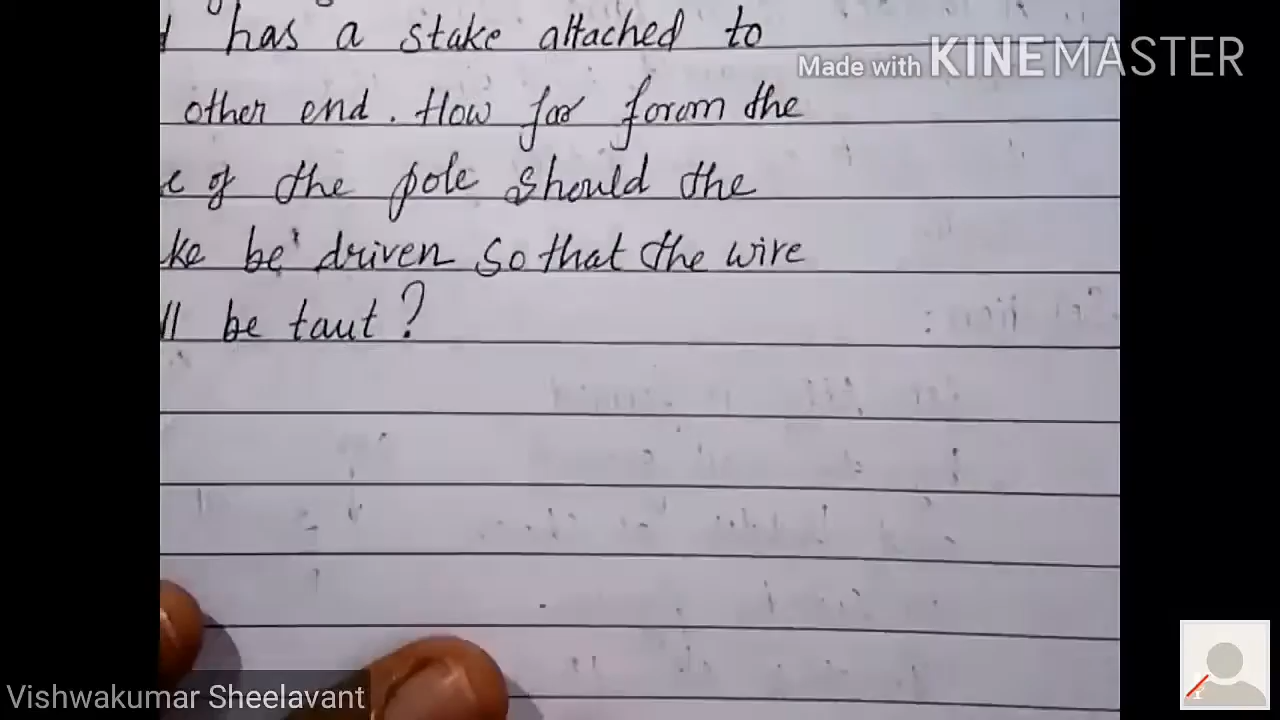 has a stake attached to
Made with KINEMASTER
other end. How far forom the
of the pole should the
be driven so that the wire
be taut?
Vishwakumar Sheelavant